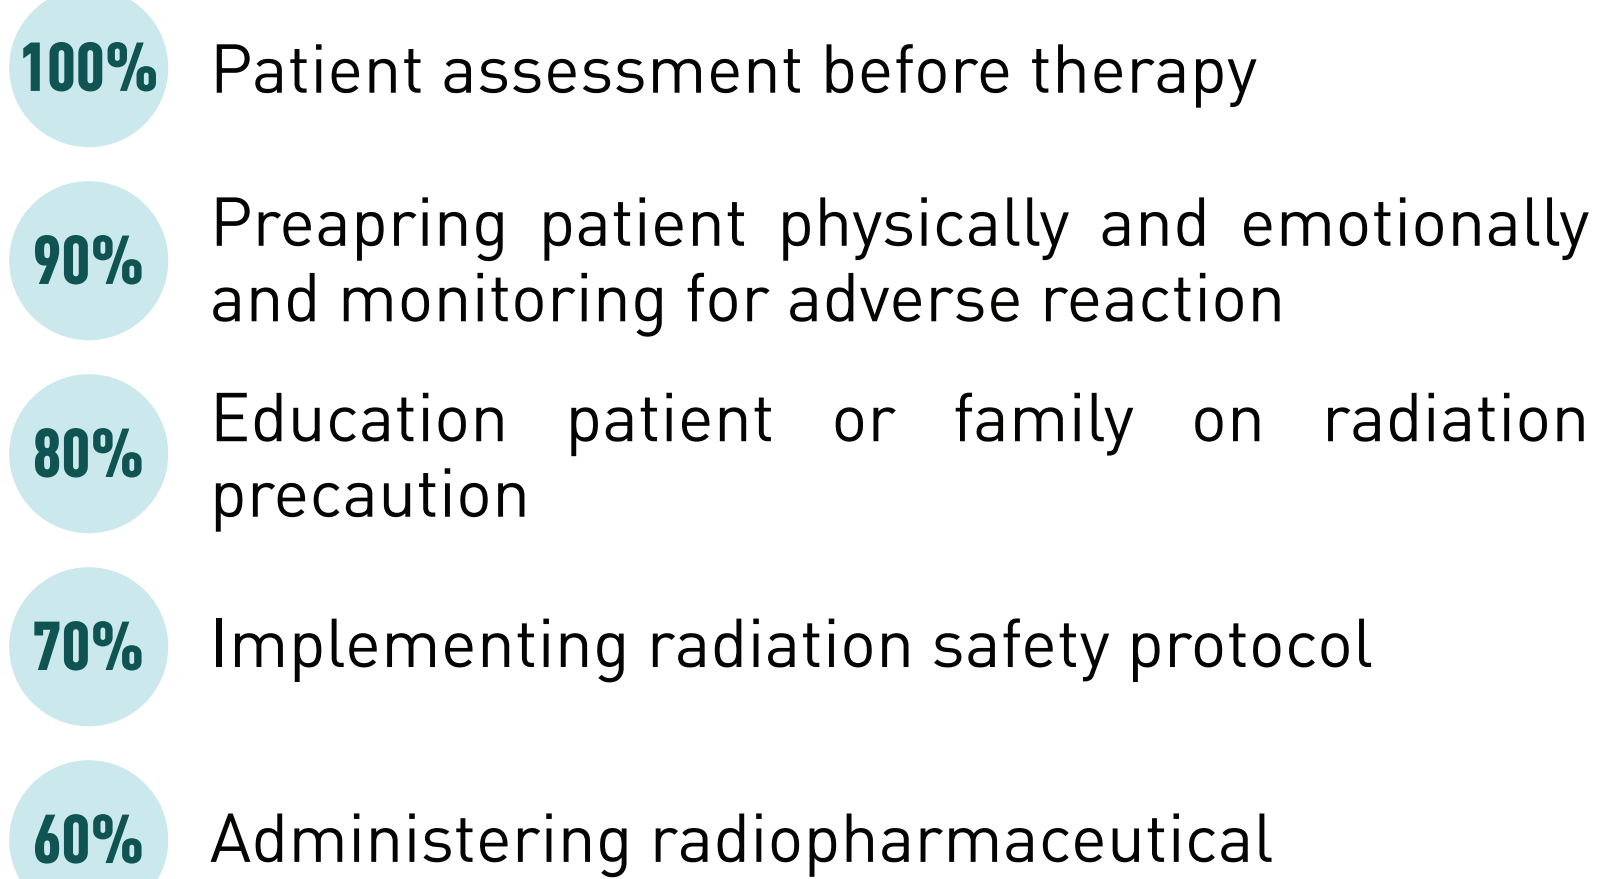 100% Patient assessment before therapy
90% Preapring patient physically and emotionally
and monitoring for adverse reaction
80% Education patient or family on radiation
precaution
70% Implementing radiation safety protocol
60% Administering radiopharmaceutical